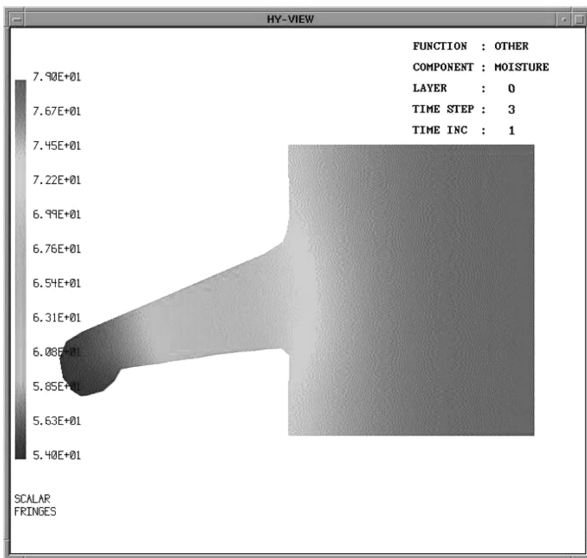 HY-VIEW
FUNCTION : OTHER
COMPONENT : MOISTURE
LAYER : 0
TIME STEP : 3
TIME INC : 1
7.90E+01
7.67E+01
7.45E+01
7.22E+01
6.99E+01
6.76E+01
6.54E+01
6.31E+01
6.08E+01
5.85E+01
5.63E+01
5.40E+01
SCALAR
FRINGES